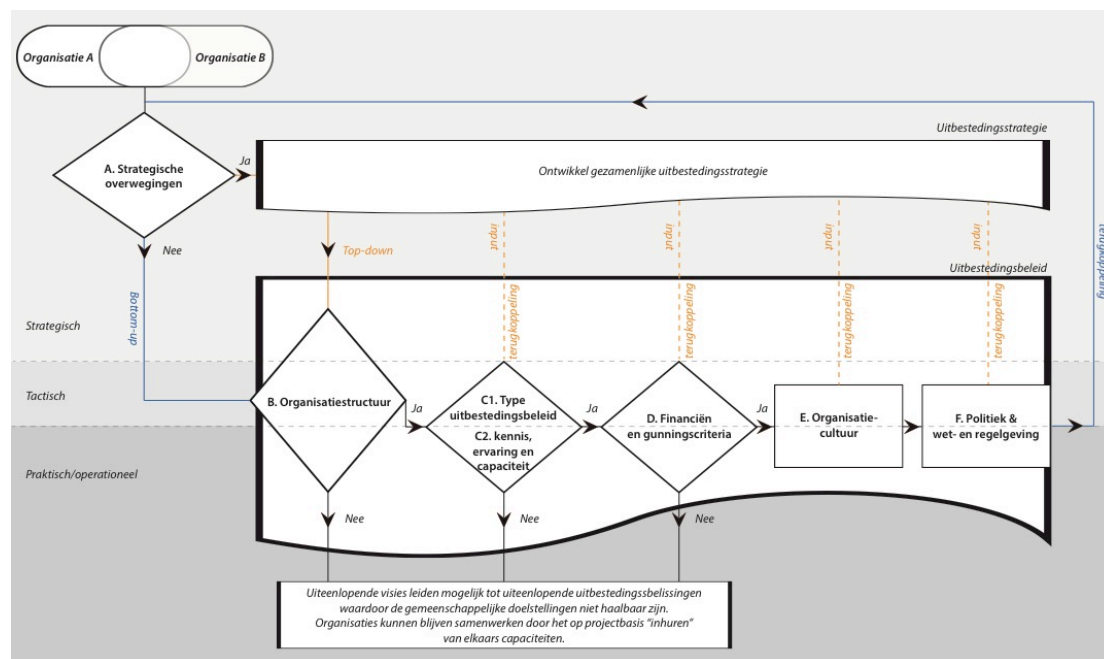 Organisatie A
Organisatie B
Uitbestedingsstrategie
A. Strategische
overwegingen
Ja
Ontwikkel gezamenlijke uitbestedingsstrategie
Nee
Top-down
input
input
input
input
terugkoppeling
Uitbestedingsbeleid
Bottom-up
terugkoppeling
terugkoppeling
terugkoppeling
terugkoppeling
Strategisch
Tactisch
B. Organisatiestructuur
Ja
C1. Type
uitbestedingsbeleid
C2. kennis,
ervaring en
capaciteit
Ja
D. Financiën
en gunningscriteria
Ja
E. Organisatie-
cultuur
F. Politiek &
wet- en regelgeving
Praktisch/operationeel
Nee
Nee
Nee
Uiteenlopende visies leiden mogelijk tot uiteenlopende uitbestedingssbelissingen
waardoor de gemeenschappelijke doelstellingen niet haalbaar zijn.
Organisaties kunnen blijven samenwerken door het op projectbasis “inhuren”
van elkaars capaciteiten.